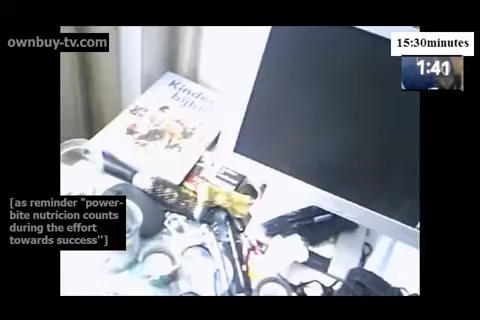 ownbuy-tv.com
15:30minutes
1:40
Kinder
bijbel
[as reminder "power-
bite nutricion counts
during the effort
towards success"]